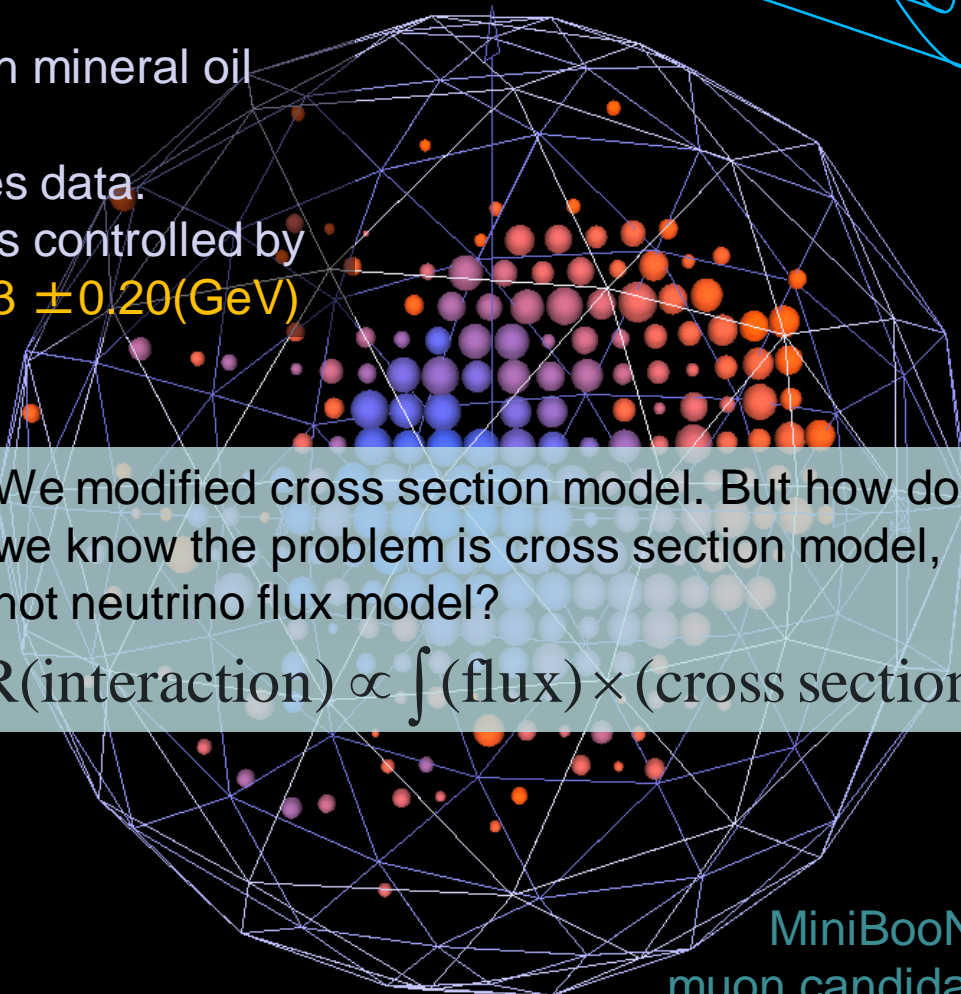 n mineral oil
es data.
s controlled by
3 ±0.20(GeV)
We modified cross section model. But how do
we know the problem is cross section model,
not neutrino flux model?
R(interaction) ∝ ∫(flux)×(cross section
MiniBooN
muon candida